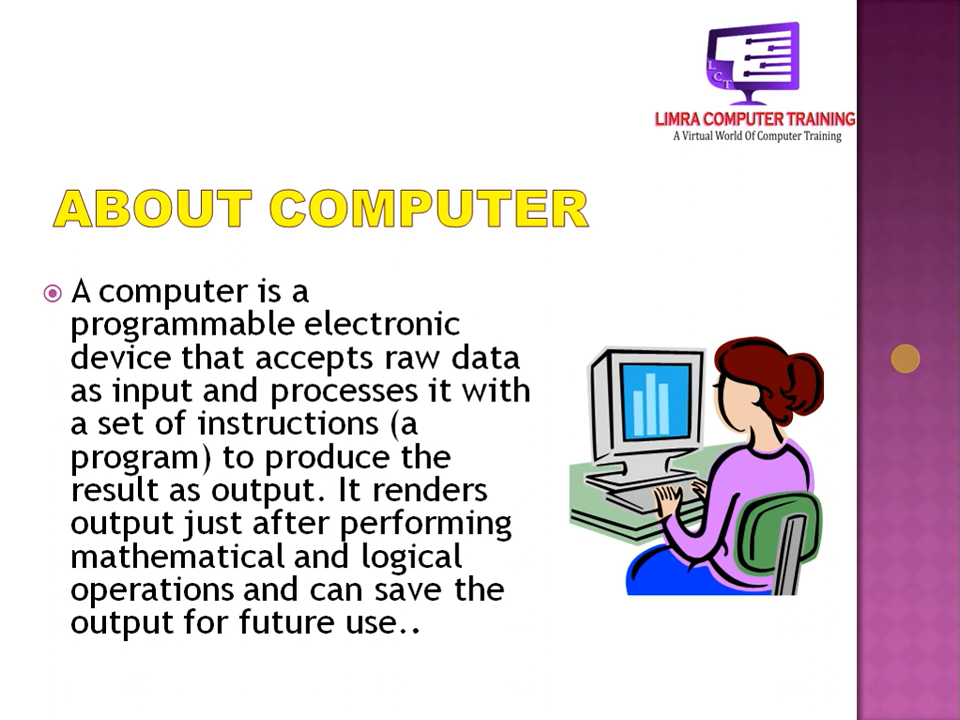 L
C
T
LIMRA COMPUTER TRAINING
A Virtual World Of Computer Training
ABOUT COMPUTER
A computer is a
programmable electronic
device that accepts raw data
as input and processes it with
a set of instructions (a
program) to produce the
result as output. It renders
output just after performing
mathematical and logical
operations and can save the
output for future use..